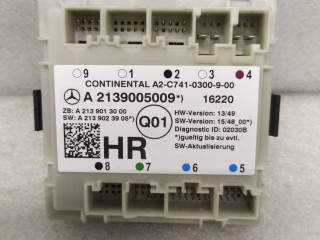 9 1 2 3 4
CONTINENTAL A2-C741-0300-9-00
A 2139005009*) 16220
ZB: A 213 901 30 00
SW: A 213 902 39 05*)
Q01
HW-Version: 13/49
SW-Version: 15/48_00*)
Diagnostic ID: 02030B
*)gueltig bis zu evtl.
SW-Aktualisierung
HR
8 7 6 5